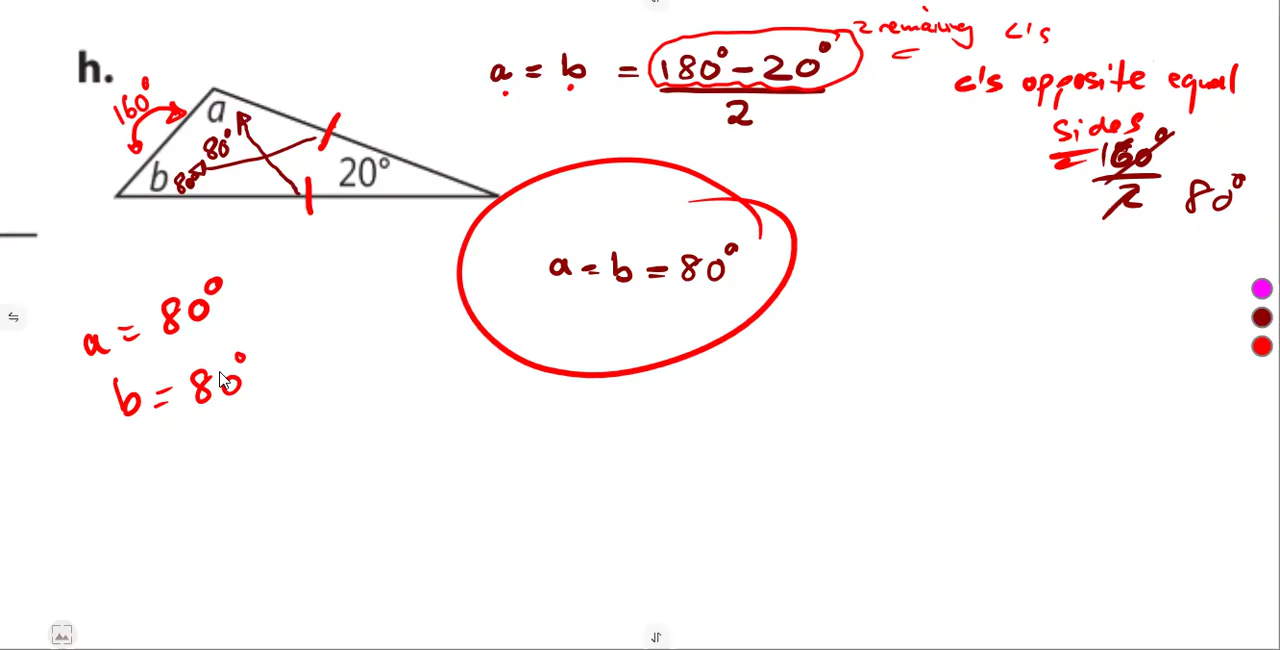 2 remaining <'s
h.
a = b = 180° - 20°
2
<'s opposite equal
sides
160°
2
80°
160°
a
80°
b
80°
20°
a = b = 80°
a = 80°
b = 80°